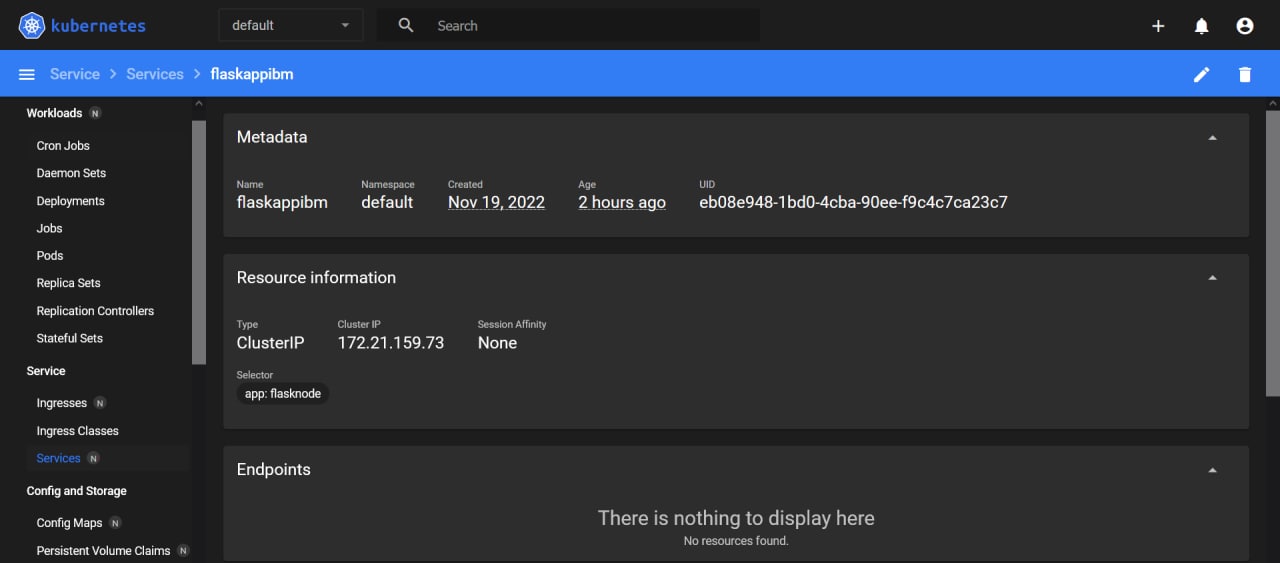 kubernetes
default
Search
Service > Services > flaskappibm
Workloads N
Cron Jobs
Daemon Sets
Deployments
Jobs
Pods
Replica Sets
Replication Controllers
Stateful Sets
Service
Ingresses N
Ingress Classes
Services N
Config and Storage
Config Maps N
Persistent Volume Claims N
Metadata
Name Namespace Created Age UID
flaskappibm default Nov 19, 2022 2 hours ago eb08e948-1bd0-4cba-90ee-f9c4c7ca23c7
Resource information
Type Cluster IP Session Affinity
ClusterIP 172.21.159.73 None
Selector
app: flasknode
Endpoints
There is nothing to display here
No resources found.